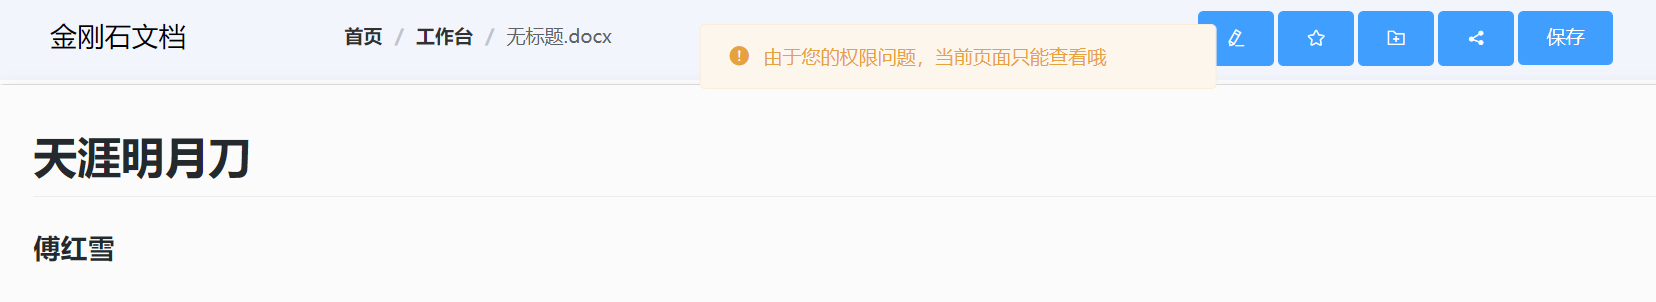 金刚石文档
首页 / 工作台 / 无标题.docx
由于您的权限问题，当前页面只能查看哦
保存
天涯明月刀
傅红雪